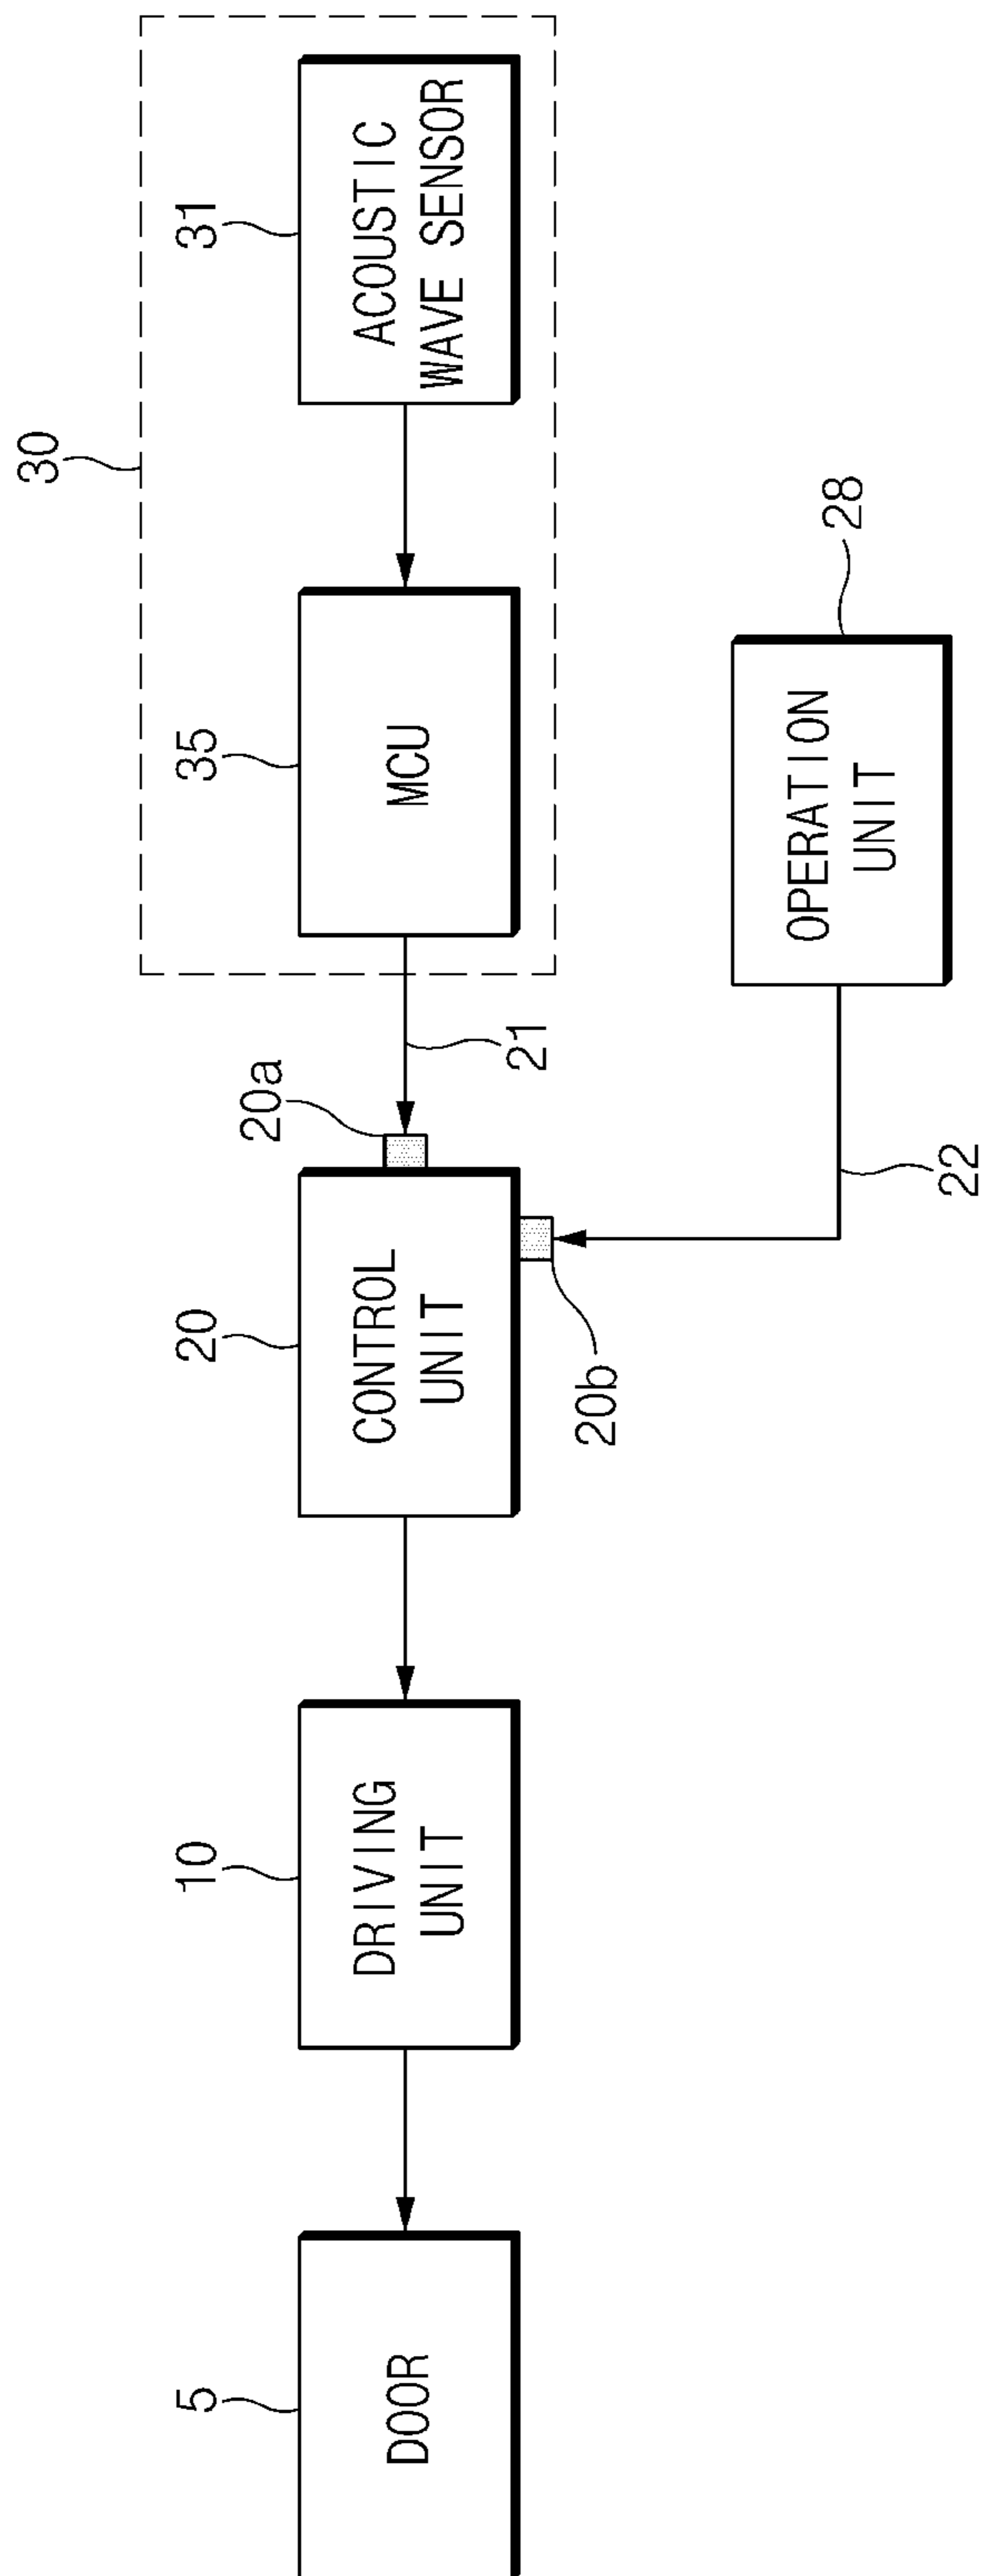 30
31
35
20a
20
10
5
ACOUSTIC
WAVE SENSOR
MCU
CONTROL
UNIT
DRIVING
UNIT
DOOR
21
20b
28
OPERATION
UNIT
22